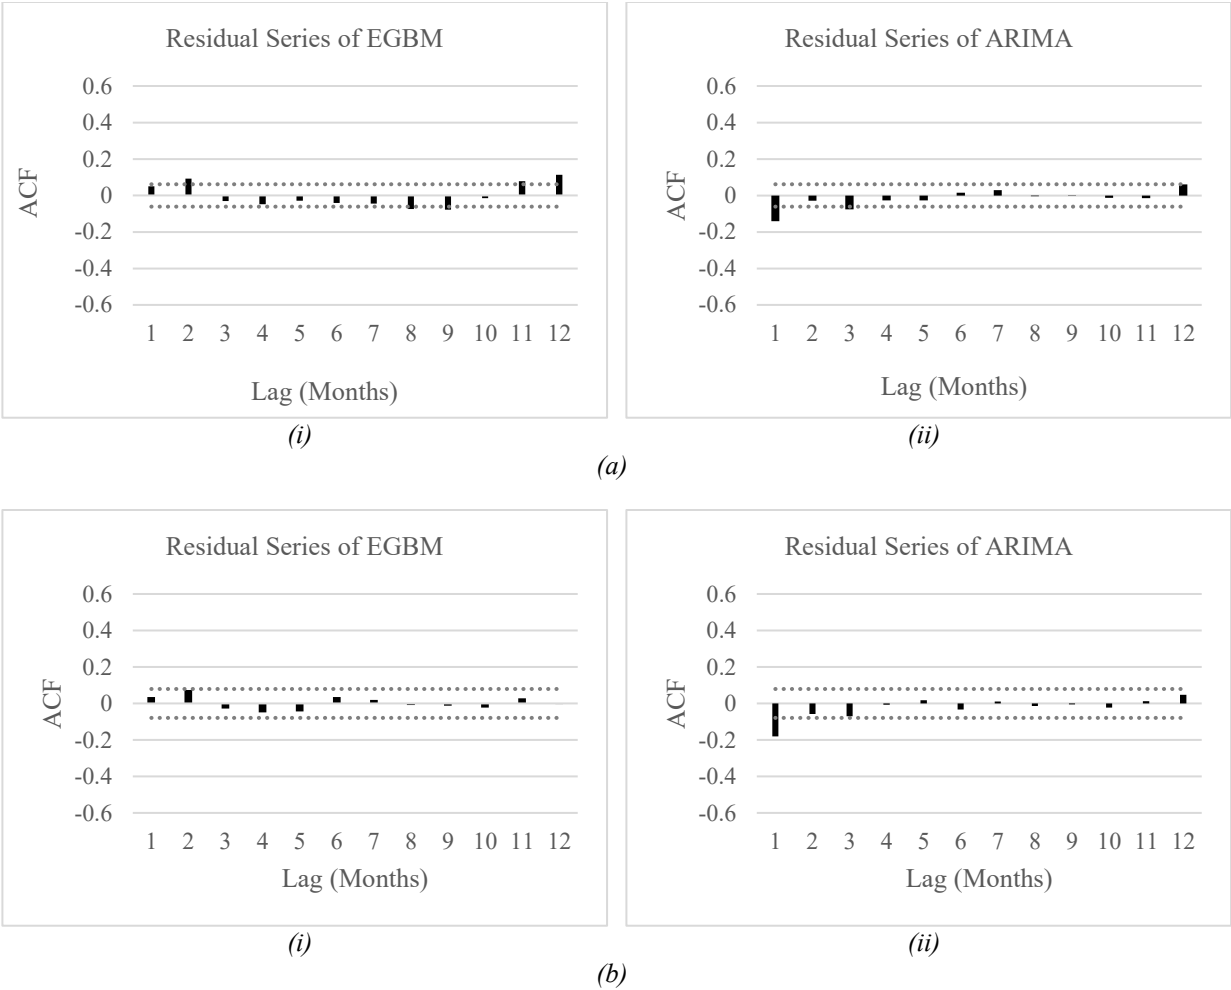 Residual Series of EGBM
0.6
0.4
0.2
0
-0.2
-0.4
-0.6
ACF
1 2 3 4 5 6 7 8 9 10 11 12
Lag (Months)
(i)
Residual Series of ARIMA
0.6
0.4
0.2
0
-0.2
-0.4
-0.6
ACF
1 2 3 4 5 6 7 8 9 10 11 12
Lag (Months)
(ii)
(a)
Residual Series of EGBM
0.6
0.4
0.2
0
-0.2
-0.4
-0.6
ACF
1 2 3 4 5 6 7 8 9 10 11 12
Lag (Months)
(i)
Residual Series of ARIMA
0.6
0.4
0.2
0
-0.2
-0.4
-0.6
ACF
1 2 3 4 5 6 7 8 9 10 11 12
Lag (Months)
(ii)
(b)